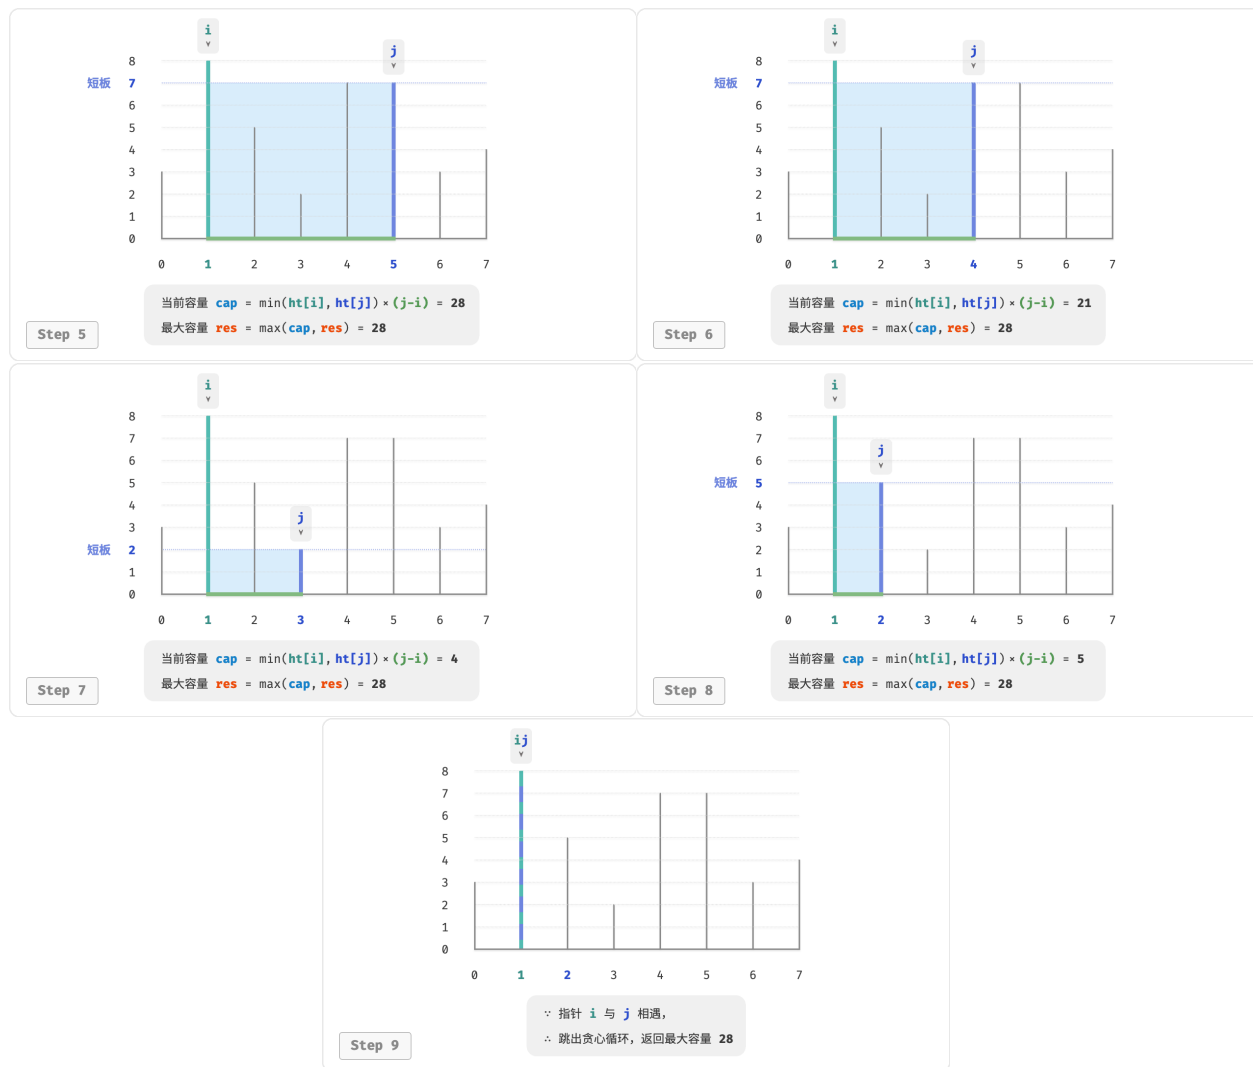 i
j
8
短板 7
6
5
4
3
2
1
0
0 1 2 3 4 5 6 7
当前容量 cap = min(ht[i], ht[j]) × (j-i) = 28
最大容量 res = max(cap, res) = 28
Step 5
i
j
8
短板 7
6
5
4
3
2
1
0
0 1 2 3 4 5 6 7
当前容量 cap = min(ht[i], ht[j]) × (j-i) = 21
最大容量 res = max(cap, res) = 28
Step 6
i
8
7
6
5
4
j
3
短板 2
1
0
0 1 2 3 4 5 6 7
当前容量 cap = min(ht[i], ht[j]) × (j-i) = 4
最大容量 res = max(cap, res) = 28
Step 7
i
8
7
j
6
短板 5
4
3
2
1
0
0 1 2 3 4 5 6 7
当前容量 cap = min(ht[i], ht[j]) × (j-i) = 5
最大容量 res = max(cap, res) = 28
Step 8
ij
8
7
6
5
4
3
2
1
0
0 1 2 3 4 5 6 7
∵ 指针 i 与 j 相遇，
∴ 跳出贪心循环，返回最大容量 28
Step 9